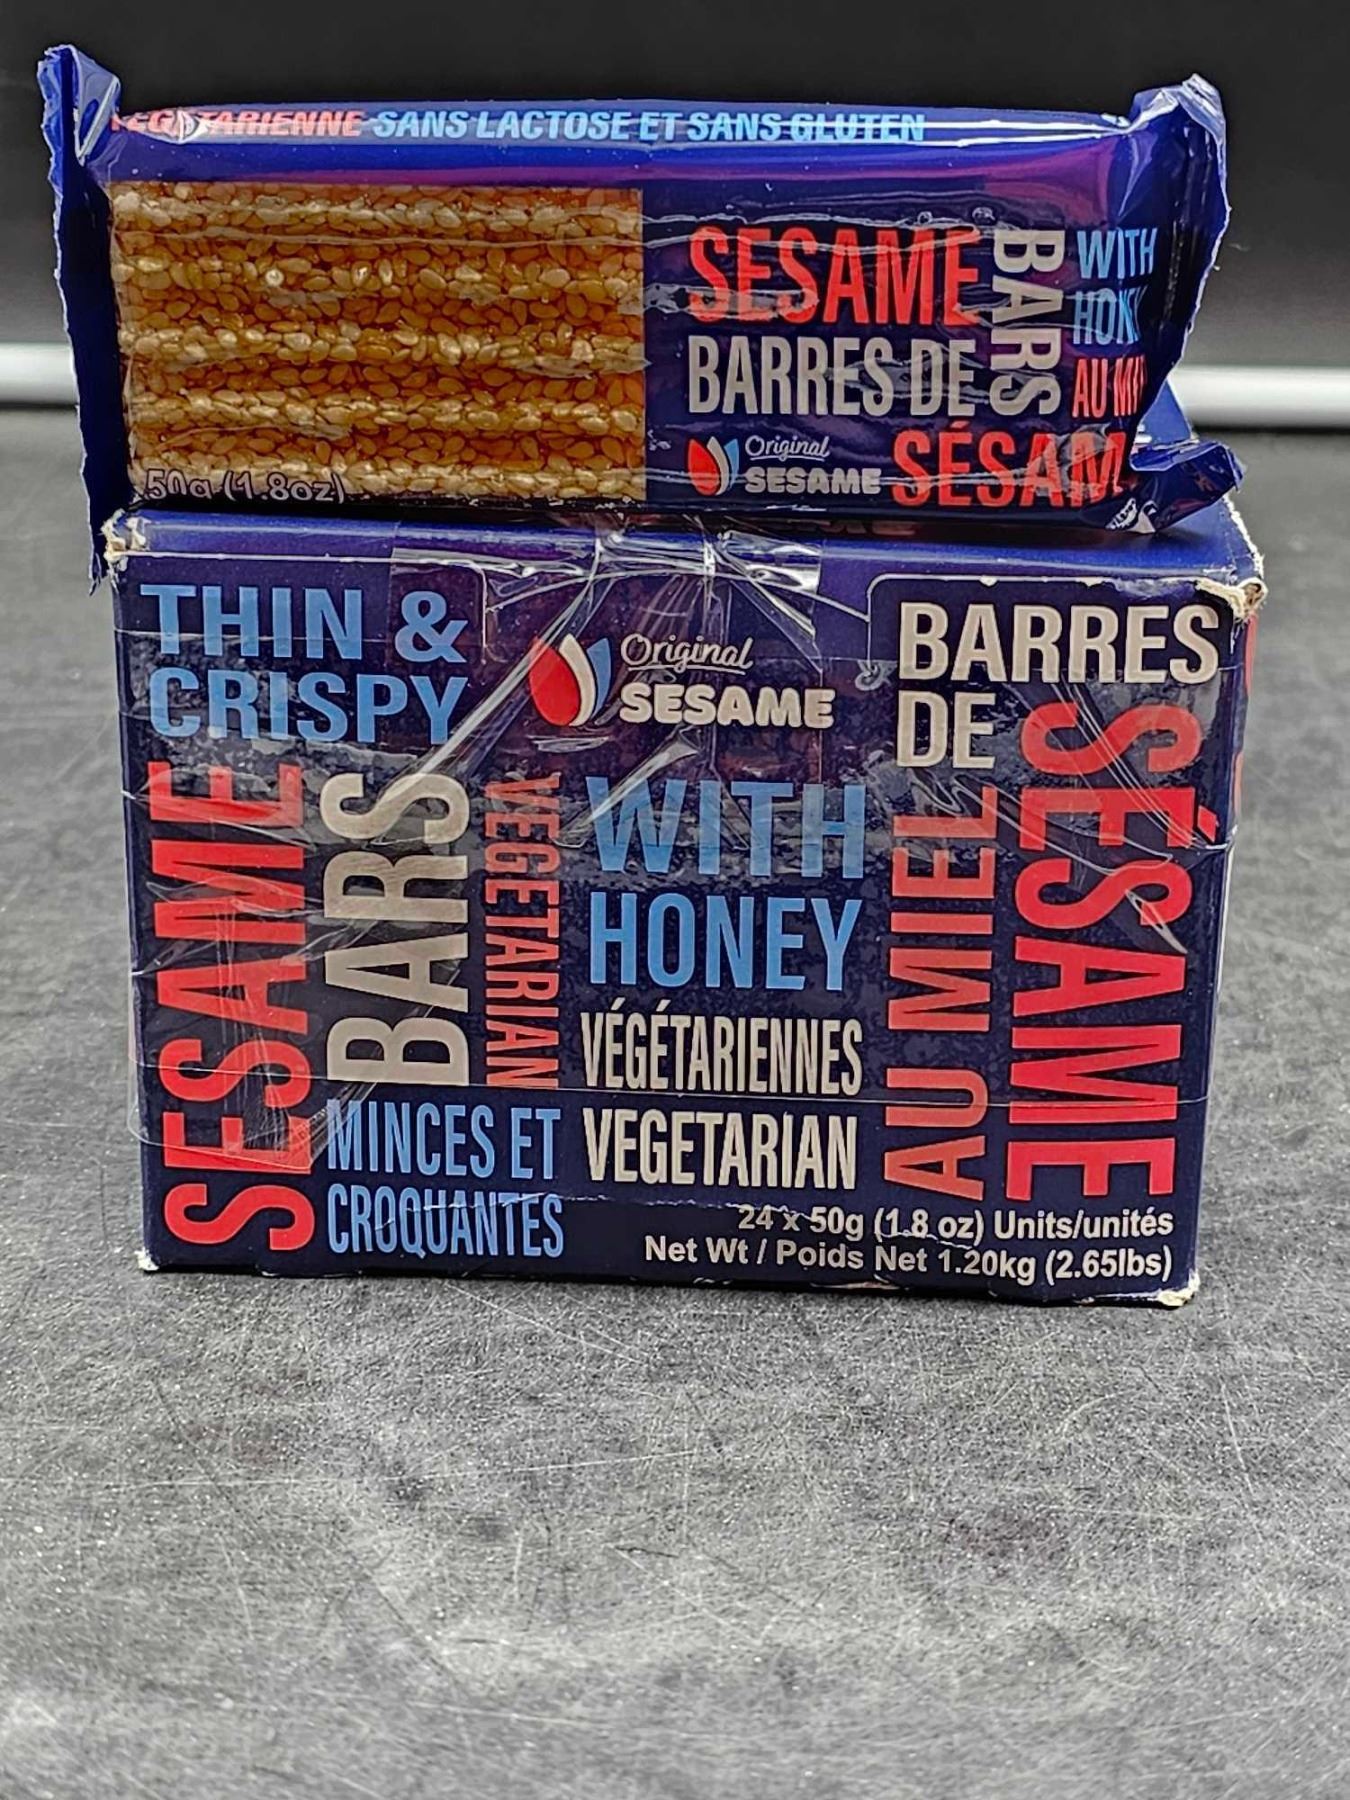 SANS LACTOSE ET SANS GLUTEN
SESAME
BARS
WITH
BARRES DE
AU
Original
SESAME
50g (1.8oz)
THIN &
CRISPY
SESAME
BARS
VEGETARIAN
MINCES ET
CROQUANTES
Original
SESAME
WITH
HONEY
VÉGÉTARIENNES
VEGETARIAN
BARRES
DE
SÉSAME
AU MIEL
24 x 50g (1.8 oz) Units/unités
Net Wt / Poids Net 1.20kg (2.65lbs)